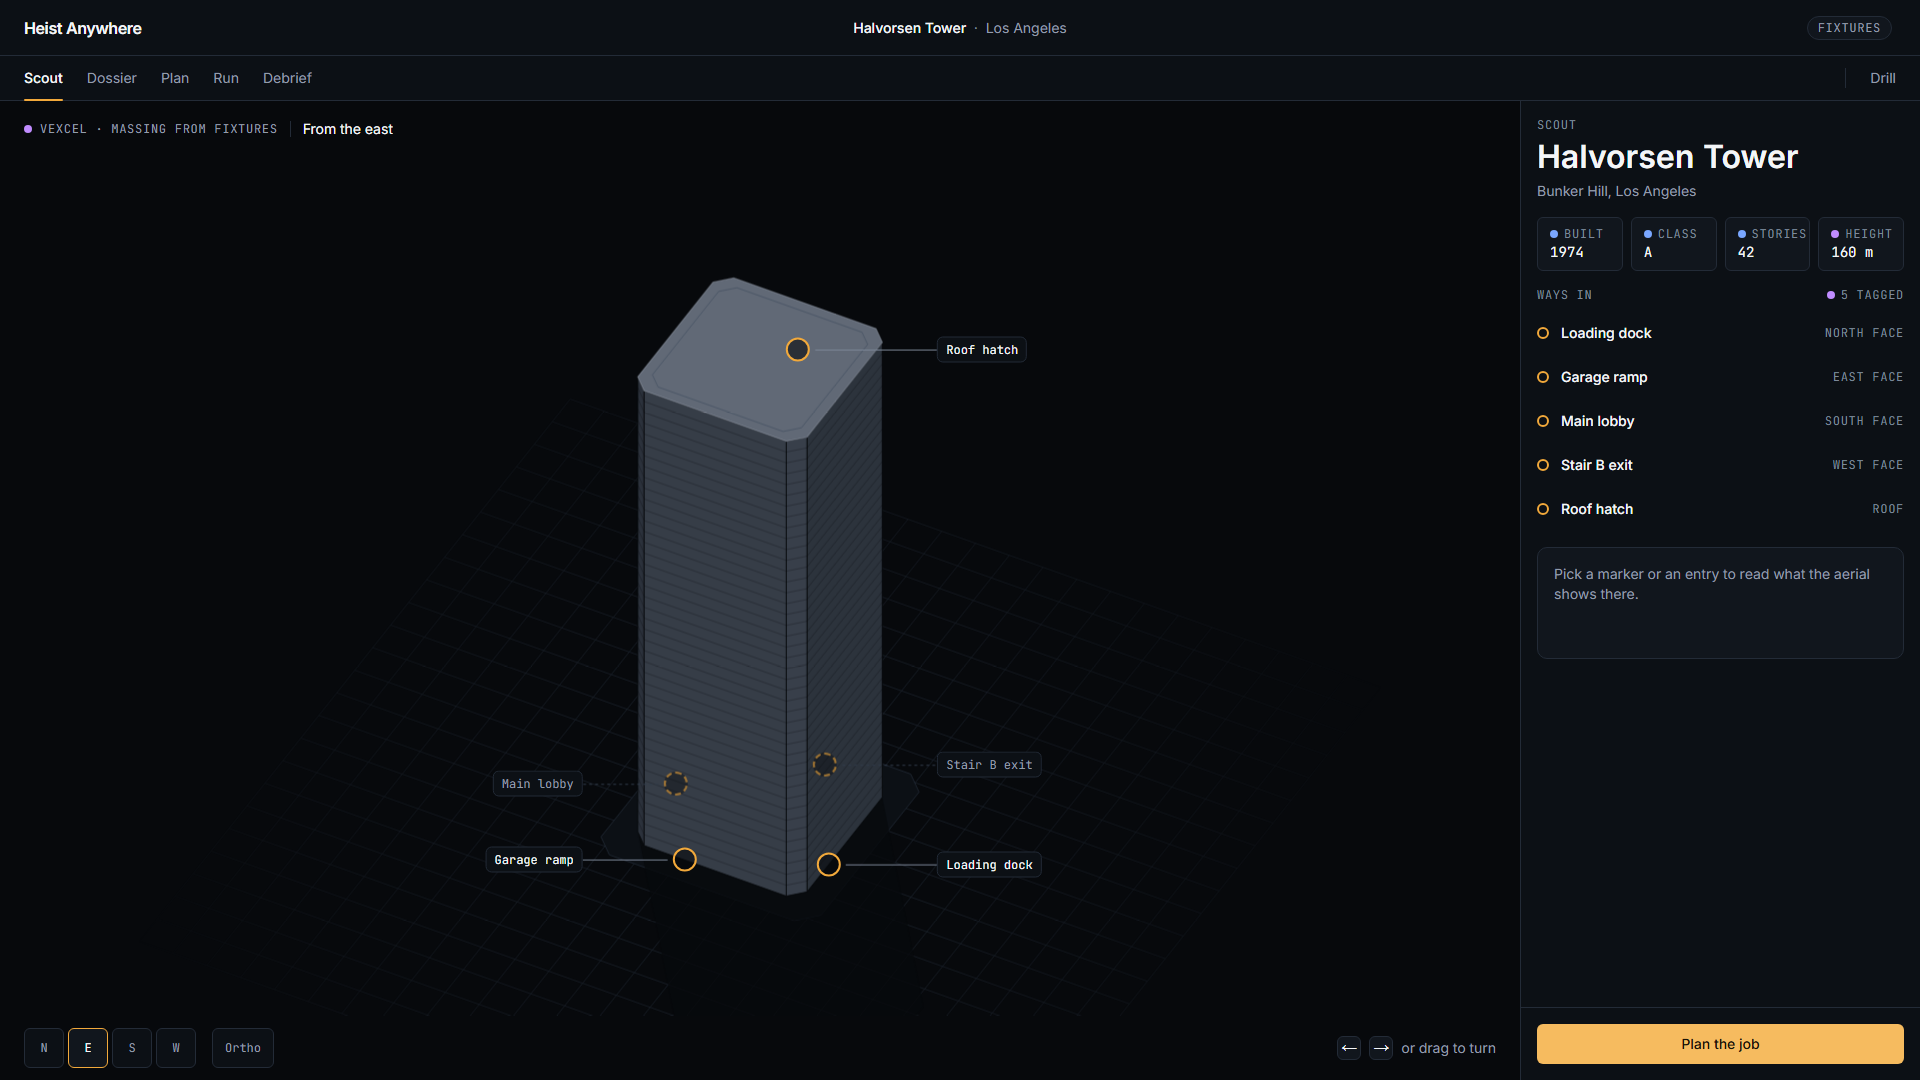 Heist Anywhere
Halvorsen Tower · Los Angeles
FIXTURES
Scout
Dossier
Plan
Run
Debrief
Drill
VEXCEL · MASSING FROM FIXTURES
From the east
Roof hatch
Main lobby
Stair B exit
Garage ramp
Loading dock
N
E
S
W
Ortho
← → or drag to turn
SCOUT
Halvorsen Tower
Bunker Hill, Los Angeles
BUILT
1974
CLASS
A
STORIES
42
HEIGHT
160 m
WAYS IN
5 TAGGED
Loading dock NORTH FACE
Garage ramp EAST FACE
Main lobby SOUTH FACE
Stair B exit WEST FACE
Roof hatch ROOF
Pick a marker or an entry to read what the aerial
shows there.
Plan the job